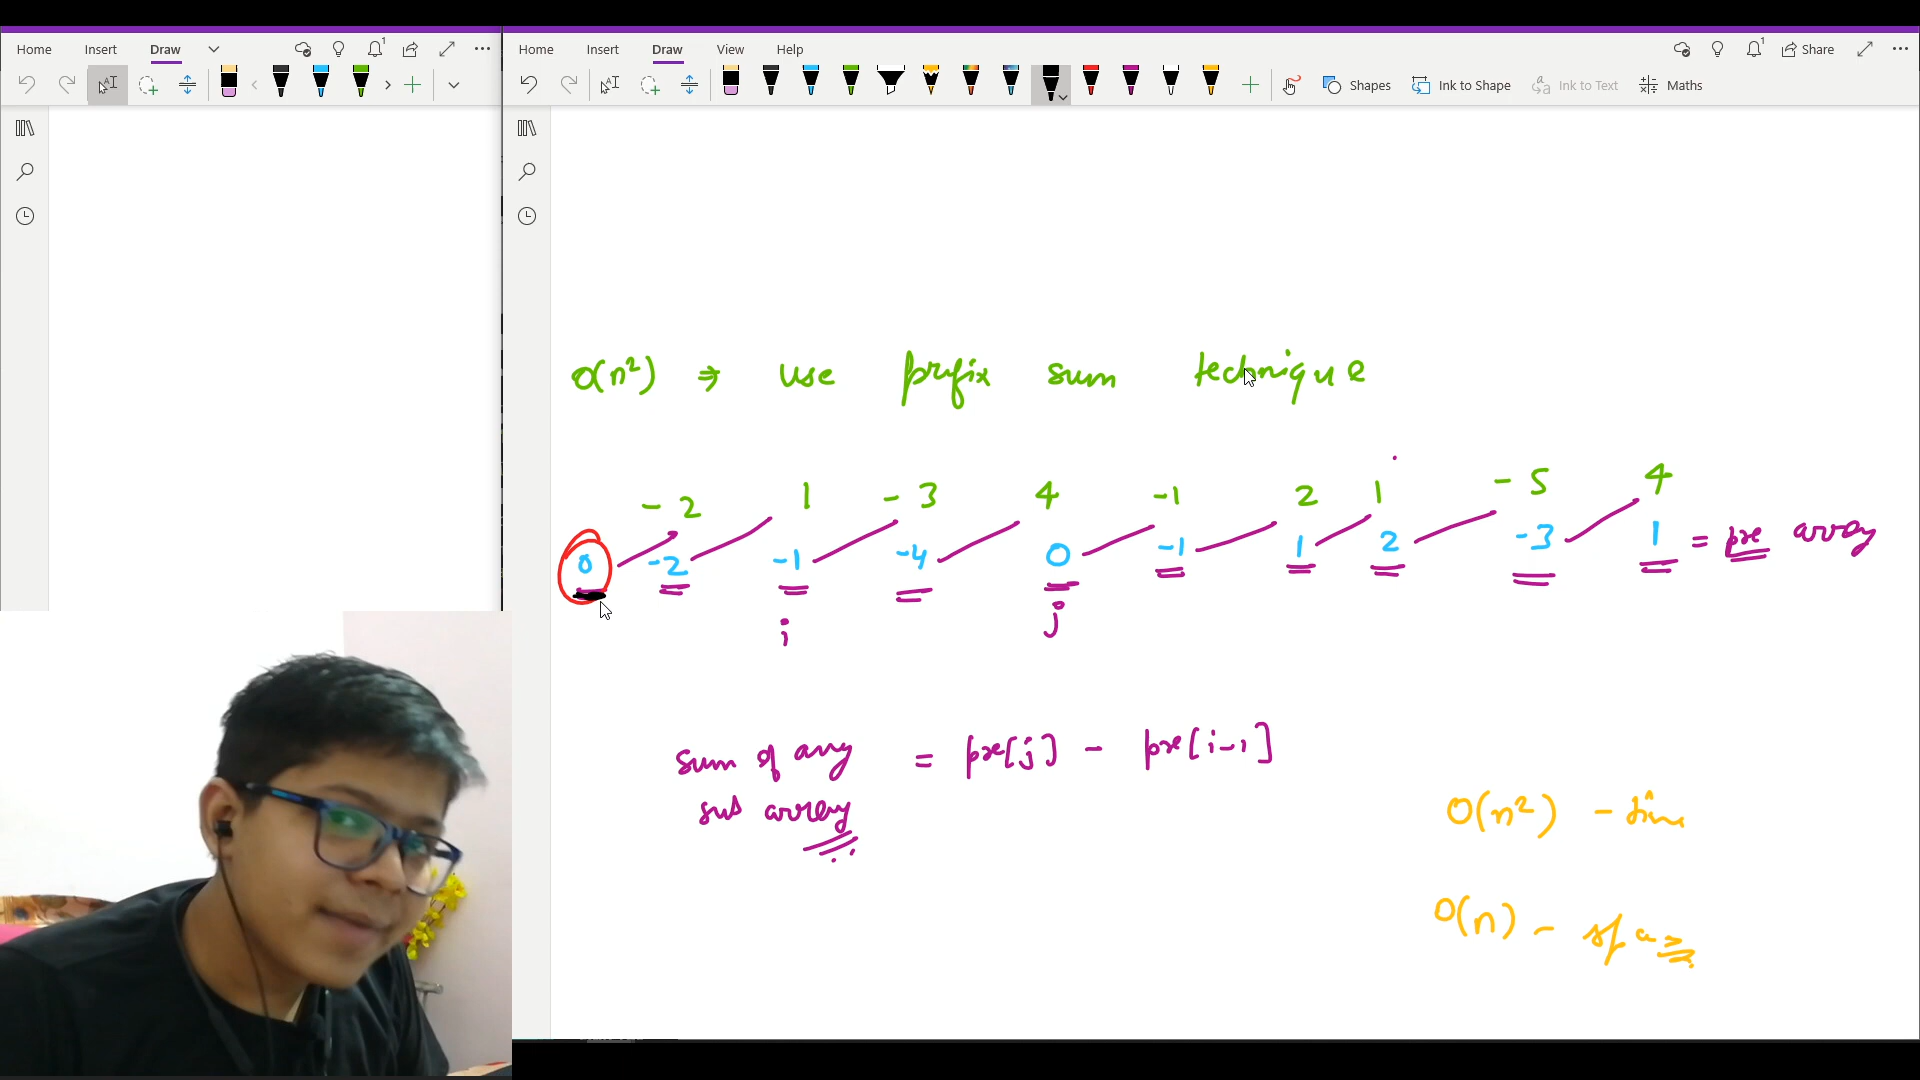 Home Insert Draw
Home Insert Draw View Help Share
Shapes Ink to Shape Ink to Text Maths
O(n²) ⇒ use prefix sum technique
-2 1 -3 4 -1 2 1 -5 4
0 -2 -1 -4 0 -1 1 2 -3 1 = pre array
i j
sum of any = pre[j] - pre[i-1]
sub array
O(n²) - time
O(n) - space